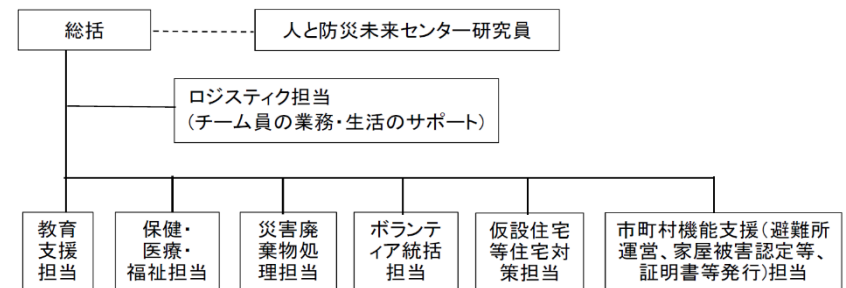 総括
人と防災未来センター研究員
ロジスティク担当
(チーム員の業務・生活のサポート)
教育
支援
担当
保健・
医療・
福祉担当
災害廃
棄物処
理担当
ボランテ
ィア統括
担当
仮設住宅
等住宅対
策担当
市町村機能支援(避難所
運営、家屋被害認定等、
証明書等発行)担当